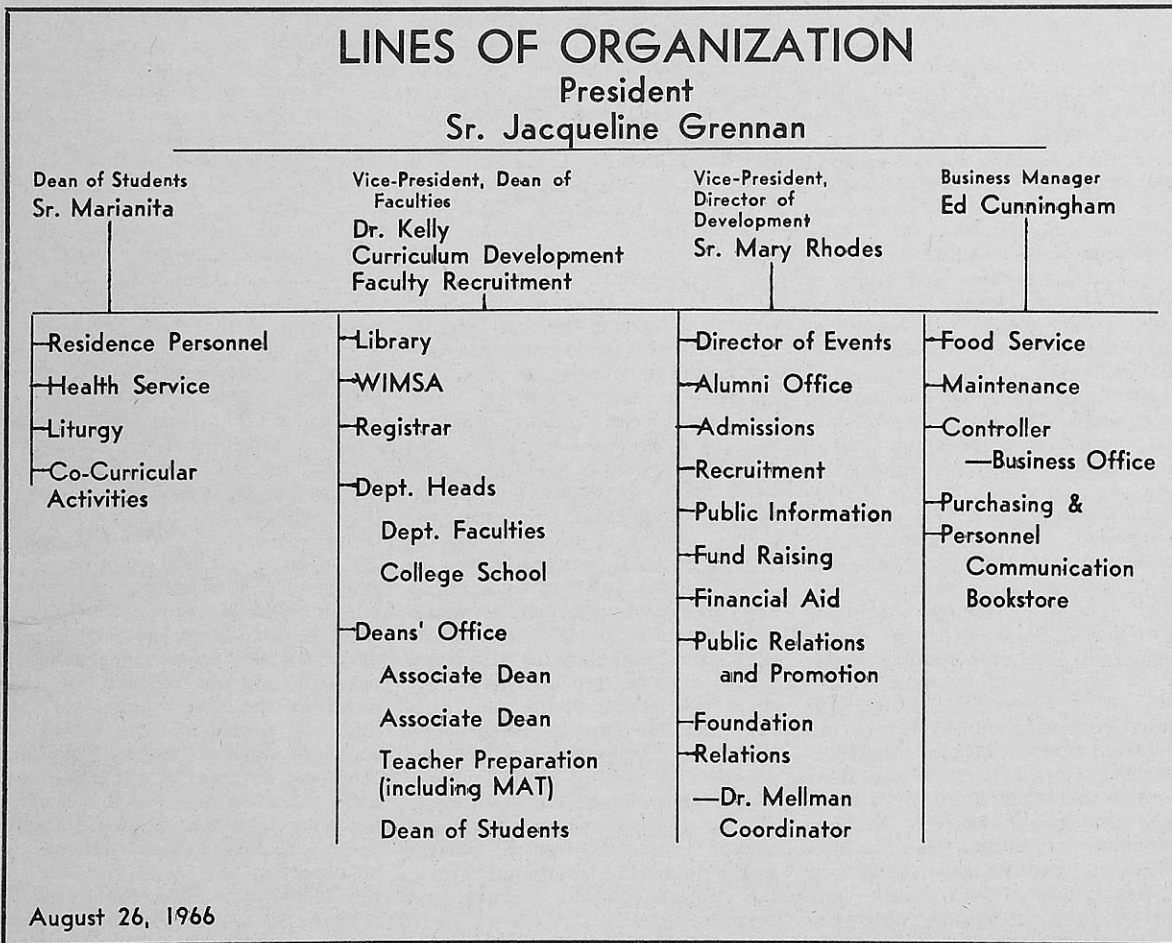 LINES OF ORGANIZATION
President
Sr. Jacqueline Grennan
Dean of Students
Sr. Marianita
Vice-President, Dean of
Faculties
Dr. Kelly
Curriculum Development
Faculty Recruitment
Vice-President,
Director of
Development
Sr. Mary Rhodes
Business Manager
Ed Cunningham
Residence Personnel
Health Service
Liturgy
Co-Curricular
Activities
Library
WIMSA
Registrar
Dept. Heads
Dept. Faculties
College School
Deans' Office
Associate Dean
Associate Dean
Teacher Preparation
(including MAT)
Dean of Students
Director of Events
Alumni Office
Admissions
Recruitment
Public Information
Fund Raising
Financial Aid
Public Relations
and Promotion
Foundation
Relations
—Dr. Mellman
Coordinator
Food Service
Maintenance
Controller
—Business Office
Purchasing &
Personnel
Communication
Bookstore
August 26, 1966